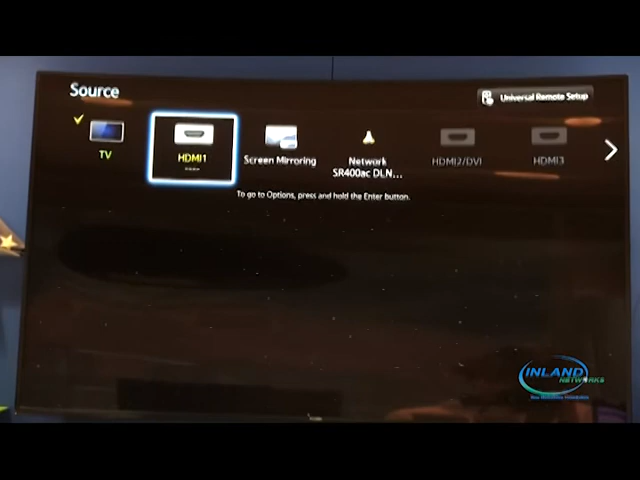 Source
Universal Remote Setup
TV
HDMI1
Screen Mirroring
Network
SR400ac DLN...
HDMI2/DVI
HDMI3
To go to Options, press and hold the Enter button.
INLAND
NETWORKS